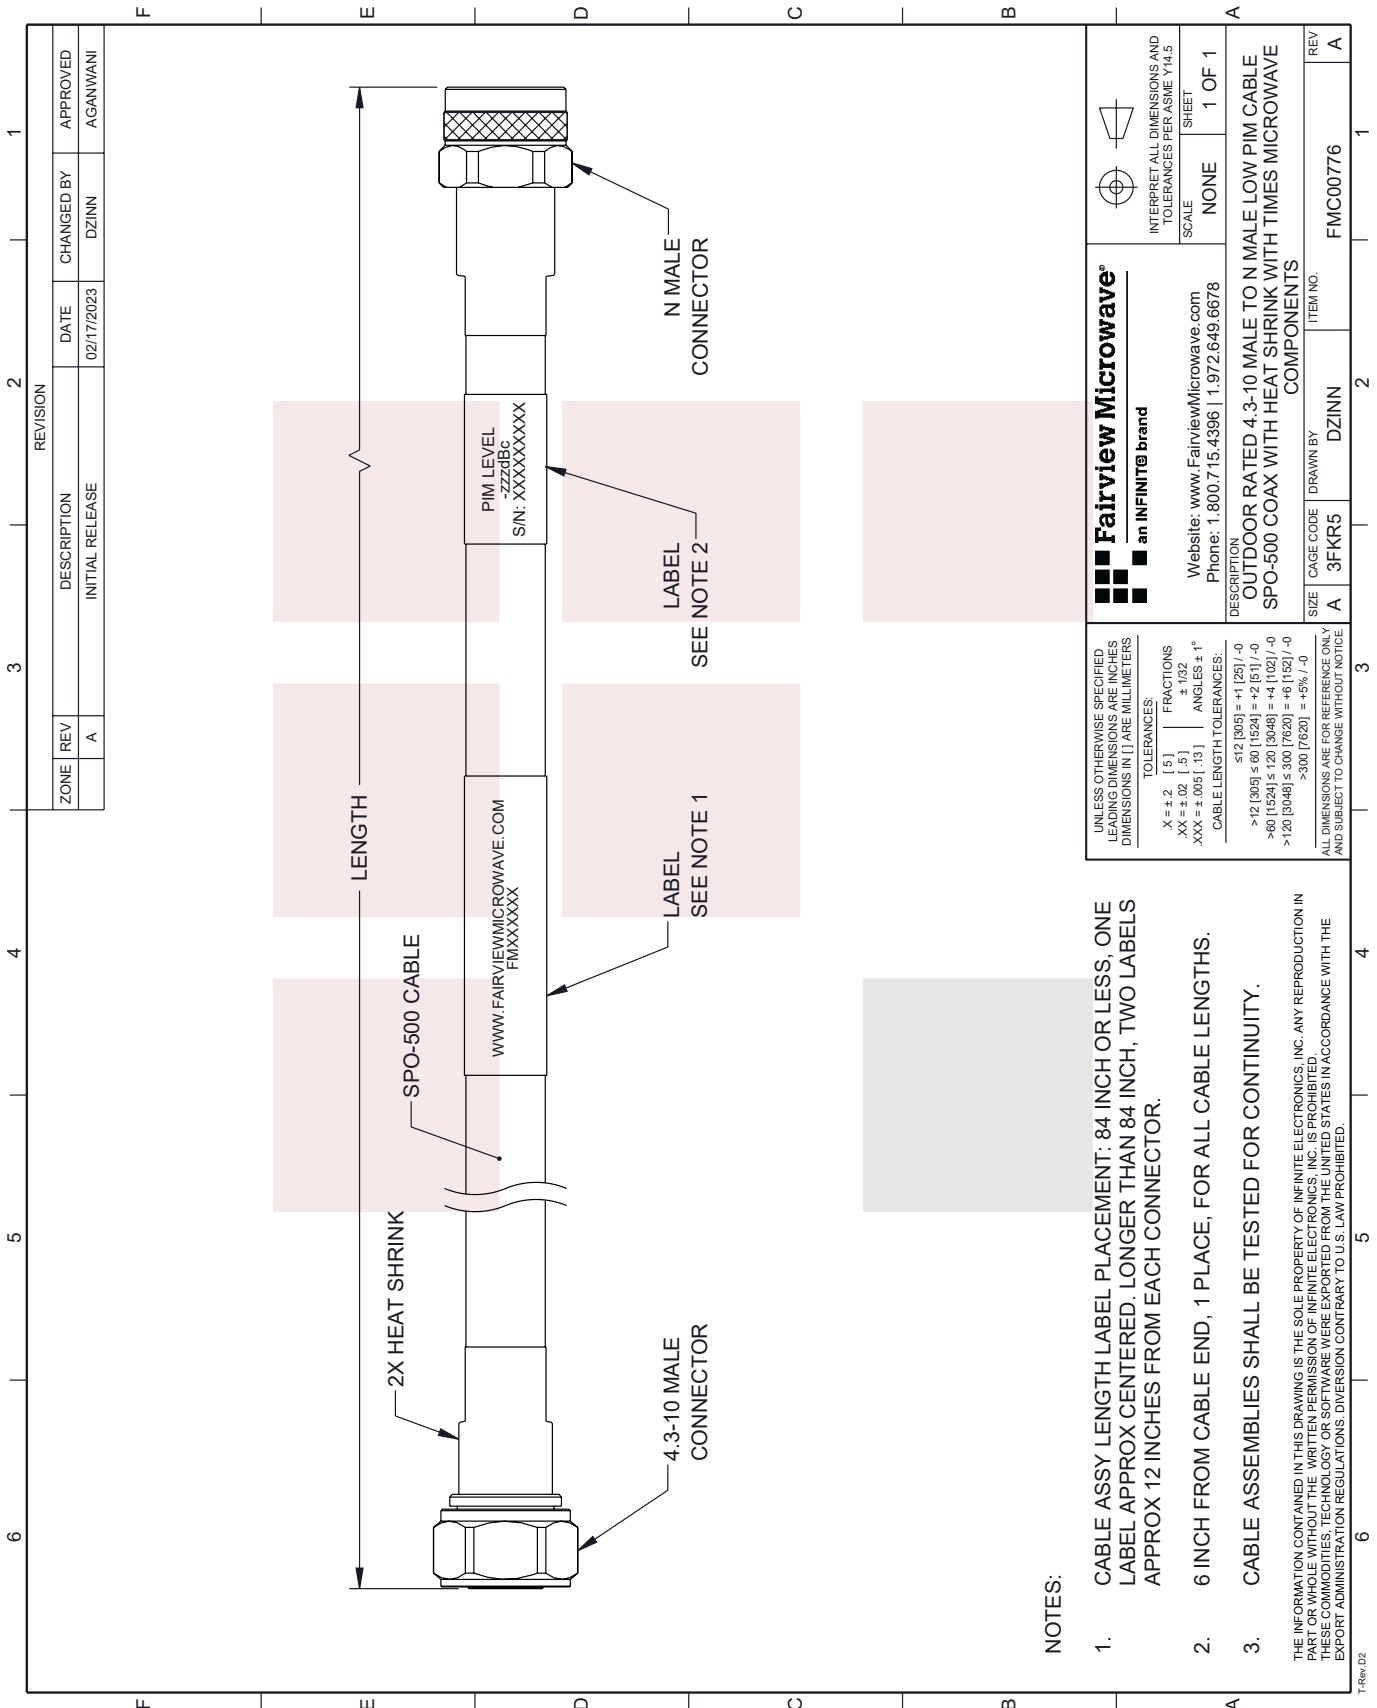 REVISION
ZONE REV DESCRIPTION DATE CHANGED BY APPROVED
A INITIAL RELEASE 02/17/2023 DZINN AGANWANI
6 5 4 3 2 1
F
E
D
C
B
A
F
E
D
C
B
A
LENGTH
2X HEAT SHRINK
SPO-500 CABLE
WWW.FAIRVIEWMICROWAVE.COM
FMXXXXXX
PIM LEVEL
-zzzdBc
S/N: XXXXXXXXXX
4.3-10 MALE
CONNECTOR
LABEL
SEE NOTE 1
LABEL
SEE NOTE 2
N MALE
CONNECTOR
NOTES:
1. CABLE ASSY LENGTH LABEL PLACEMENT: 84 INCH OR LESS, ONE
LABEL APPROX CENTERED. LONGER THAN 84 INCH, TWO LABELS
APPROX 12 INCHES FROM EACH CONNECTOR.
2. 6 INCH FROM CABLE END, 1 PLACE, FOR ALL CABLE LENGTHS.
3. CABLE ASSEMBLIES SHALL BE TESTED FOR CONTINUITY.
THE INFORMATION CONTAINED IN THIS DRAWING IS THE SOLE PROPERTY OF INFINITE ELECTRONICS, INC. ANY REPRODUCTION IN
PART OR WHOLE WITHOUT THE WRITTEN PERMISSION OF INFINITE ELECTRONICS, INC. IS PROHIBITED.
THESE COMMODITIES, TECHNOLOGY OR SOFTWARE WERE EXPORTED FROM THE UNITED STATES IN ACCORDANCE WITH THE
EXPORT ADMINISTRATION REGULATIONS. DIVERSION CONTRARY TO U.S. LAW PROHIBITED.
UNLESS OTHERWISE SPECIFIED
LEADING DIMENSIONS ARE INCHES
DIMENSIONS IN [ ] ARE MILLIMETERS
TOLERANCES:
.X = ± .2 [ 5 ] FRACTIONS
.XX = ± .02 [ .5 ] ± 1/32
.XXX = ± .005 [ .13 ] ANGLES ± 1°
CABLE LENGTH TOLERANCES:
≤12 [305] = +1 [25] / -0
>12 [305] ≤ 60 [1524] = +2 [51] / -0
>60 [1524] ≤ 120 [3048] = +4 [102] / -0
>120 [3048] ≤ 300 [7620] = +6 [152] / -0
>300 [7620] = +5% / -0
ALL DIMENSIONS ARE FOR REFERENCE ONLY
AND SUBJECT TO CHANGE WITHOUT NOTICE.
Fairview Microwave®
an INFINIT® brand
Website: www.FairviewMicrowave.com
Phone: 1.800.715.4396 | 1.972.649.6678
INTERPRET ALL DIMENSIONS AND
TOLERANCES PER ASME Y14.5
SCALE NONE SHEET 1 OF 1
DESCRIPTION
OUTDOOR RATED 4.3-10 MALE TO N MALE LOW PIM CABLE
SPO-500 COAX WITH HEAT SHRINK WITH TIMES MICROWAVE
COMPONENTS
SIZE CAGE CODE DRAWN BY ITEM NO. REV
A 3FKR5 DZINN FMC00776 A
6 5 4 3 2 1
T-Rev.D2